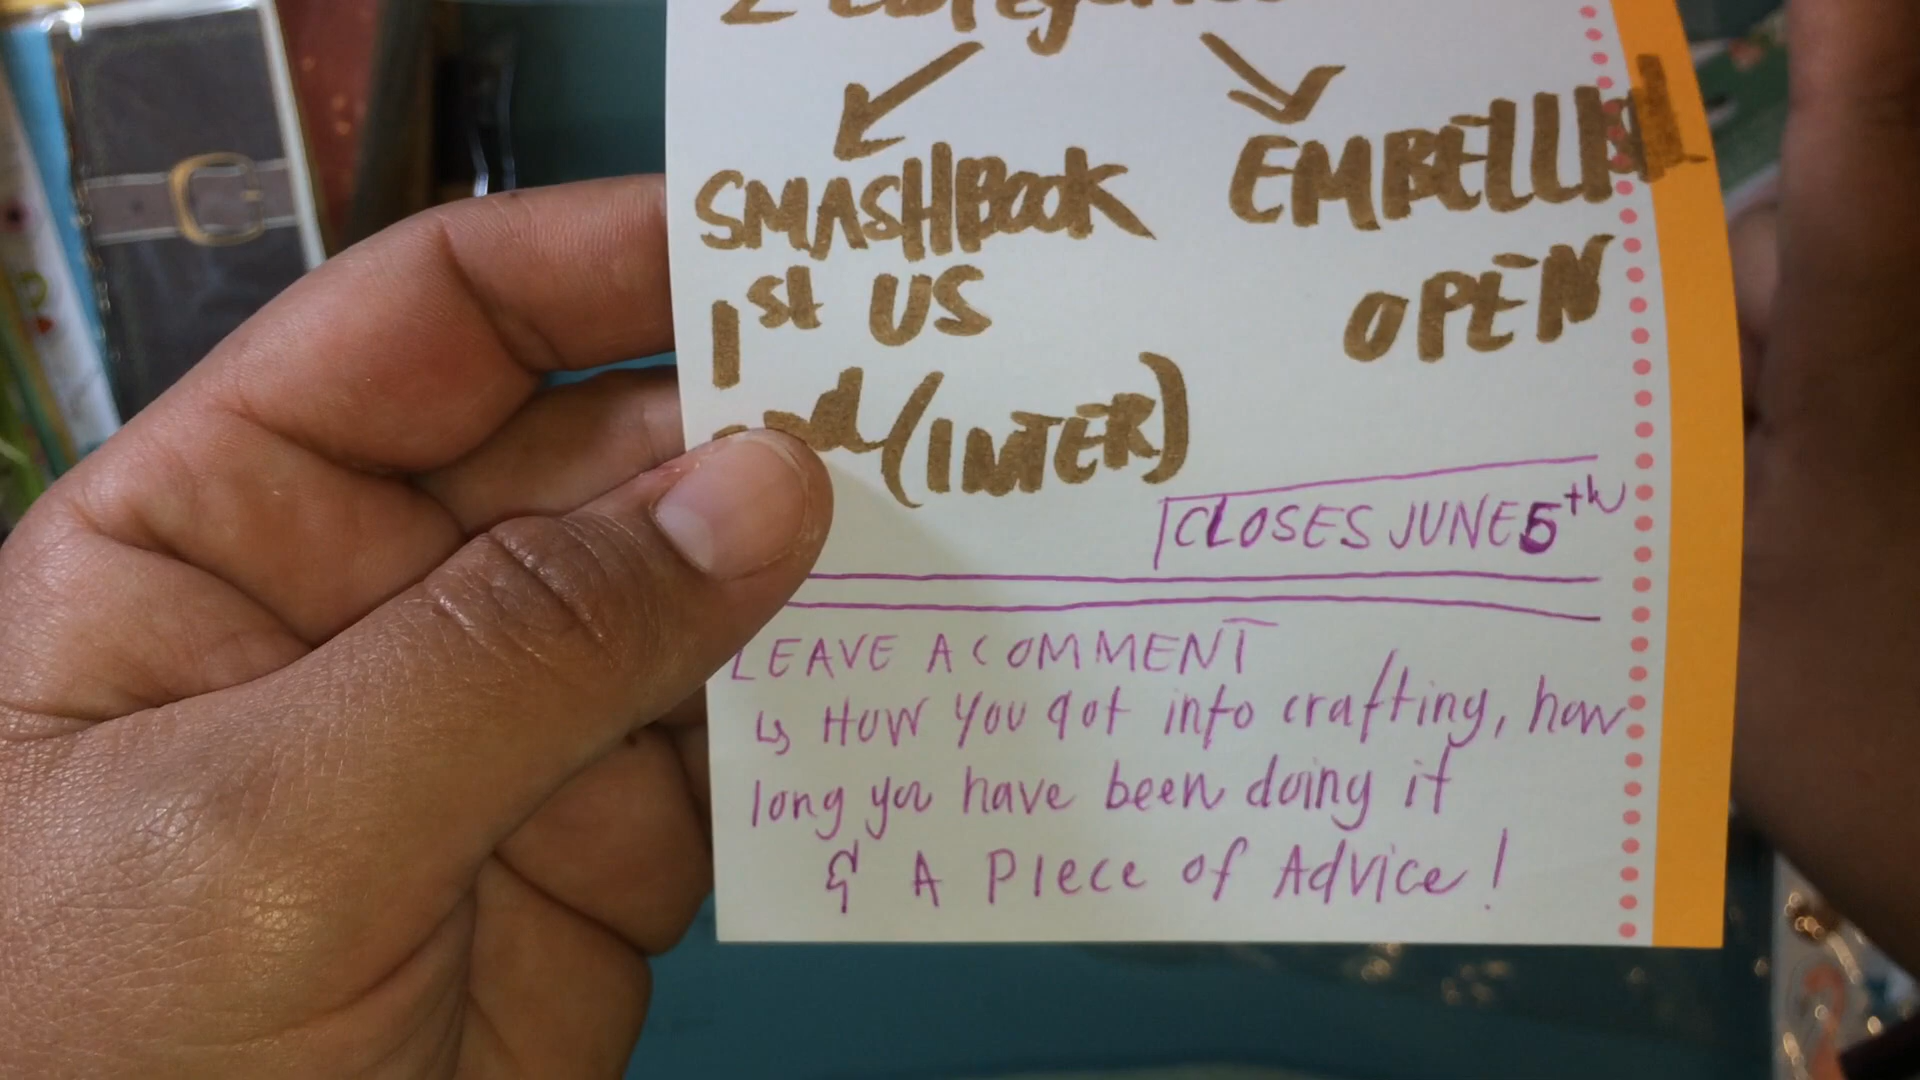 SMASHBOOK
1st US
(INTER)
OPEN
CLOSES JUNE 5th
LEAVE A COMMENT
↳ HOW YOU got into crafting, how
long you have been doing it
& A PIece of Advice!